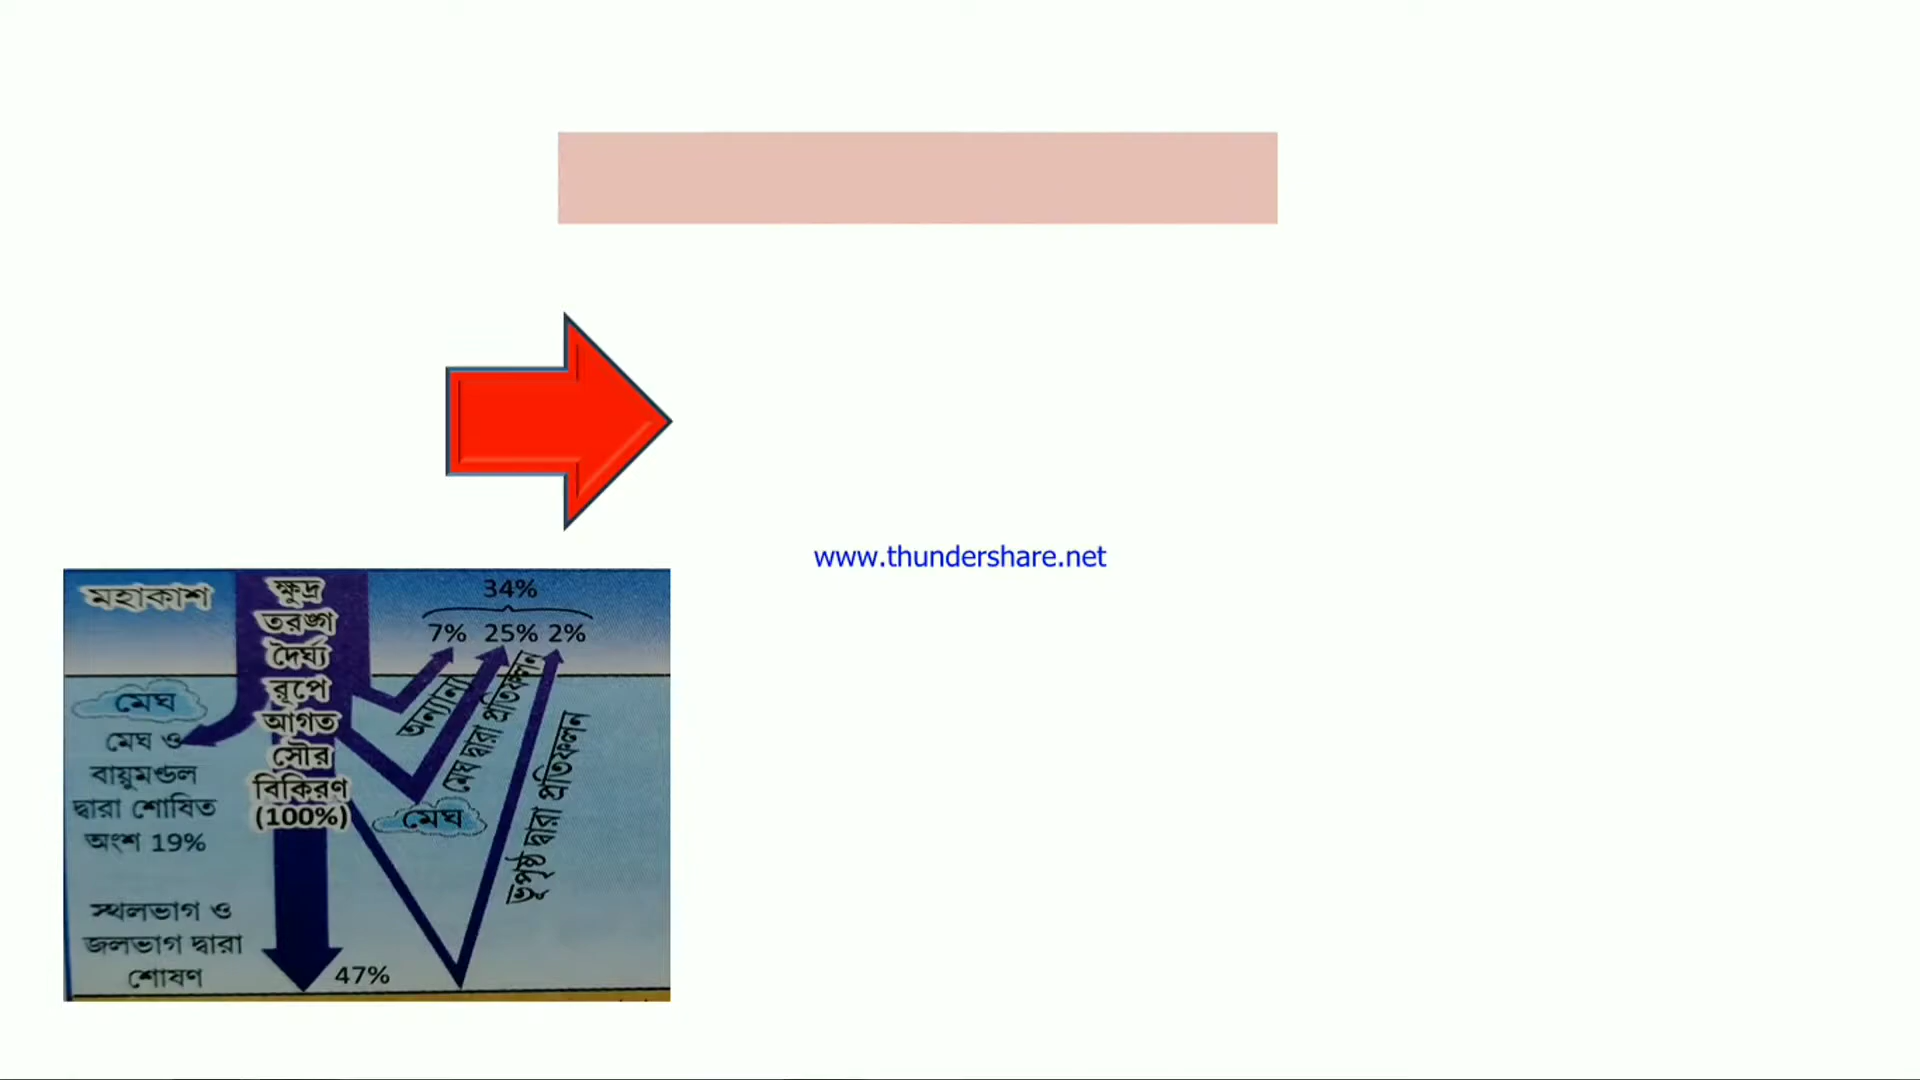 www.thundershare.net
মহাকাশ
ক্ষুদ্র
তরঙ্গ
দৈর্ঘ্য
রূপে
আগত
সৌর
বিকিরণ
(100%)
34%
7% 25% 2%
অন্যান্য
মেঘ দ্বারা প্রতিফলন
ভূপৃষ্ঠ দ্বারা প্রতিফলন
মেঘ
মেঘ ও
বায়ুমণ্ডল
দ্বারা শোষিত
অংশ 19%
মেঘ
স্থলভাগ ও
জলভাগ দ্বারা
শোষণ
47%